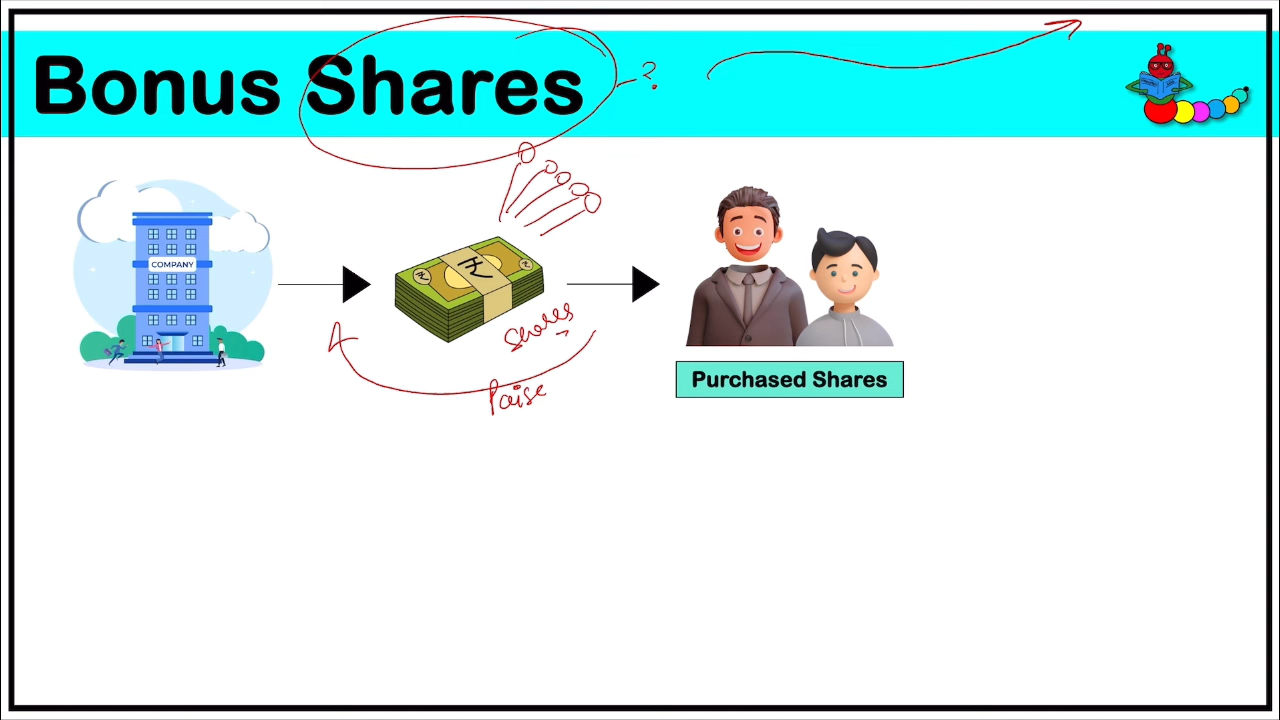 Bonus Shares
?
COMPANY
₹
₹
₹
Shares
Paise
Purchased Shares